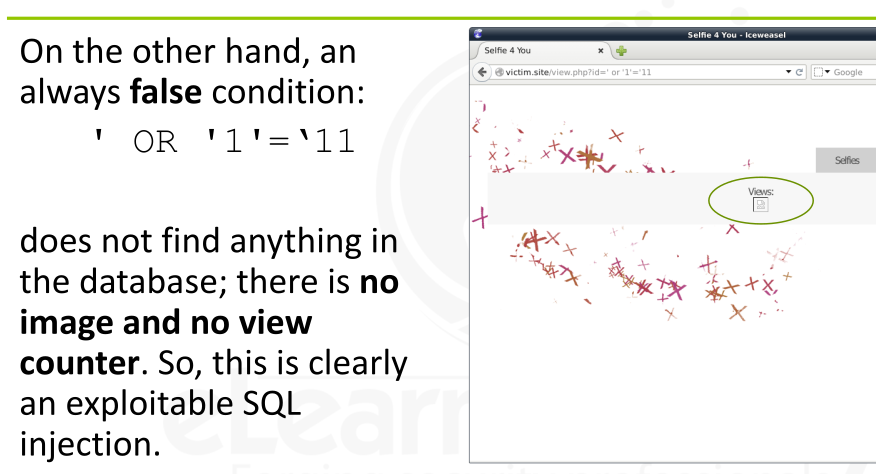 On the other hand, an
always false condition:
' OR '1'=‵11
does not find anything in
the database; there is no
image and no view
counter. So, this is clearly
an exploitable SQL
injection.
Selfie 4 You - Iceweasel
Selfie 4 You
victim.site/view.php?id=' or '1'='11
Google
Selfies
Views:
eLear